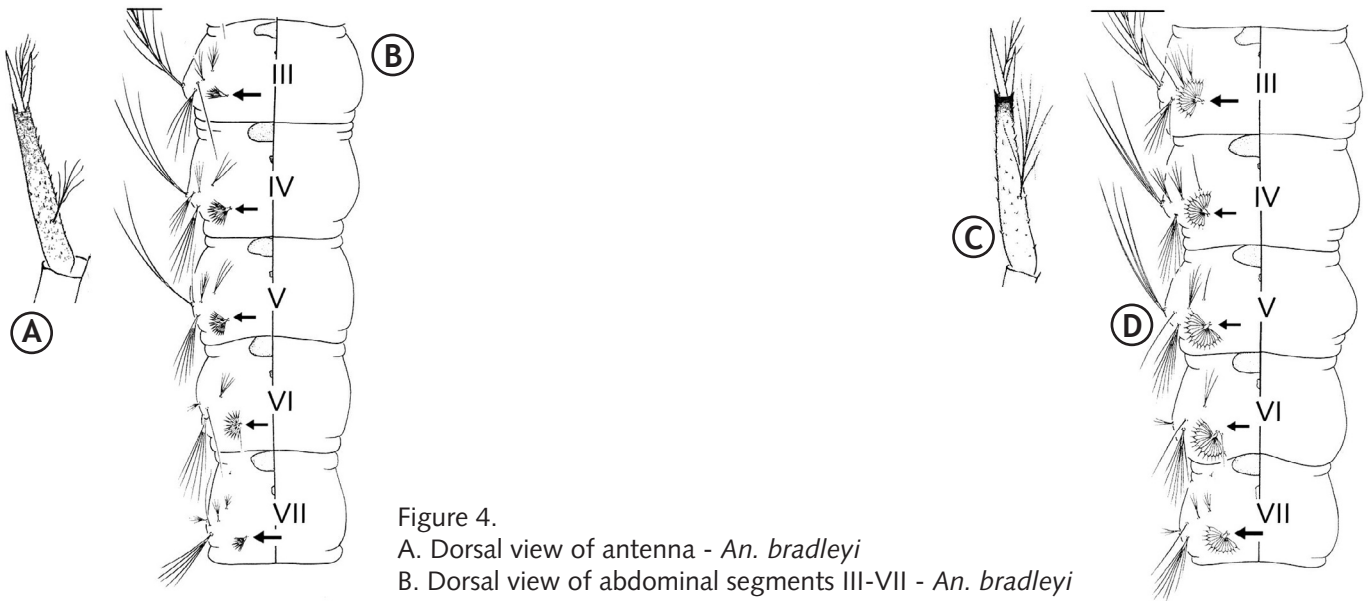 A
B
III
IV
V
VI
VII
C
D
III
IV
V
VI
VII
Figure 4.
A. Dorsal view of antenna - An. bradleyi
B. Dorsal view of abdominal segments III-VII - An. bradleyi